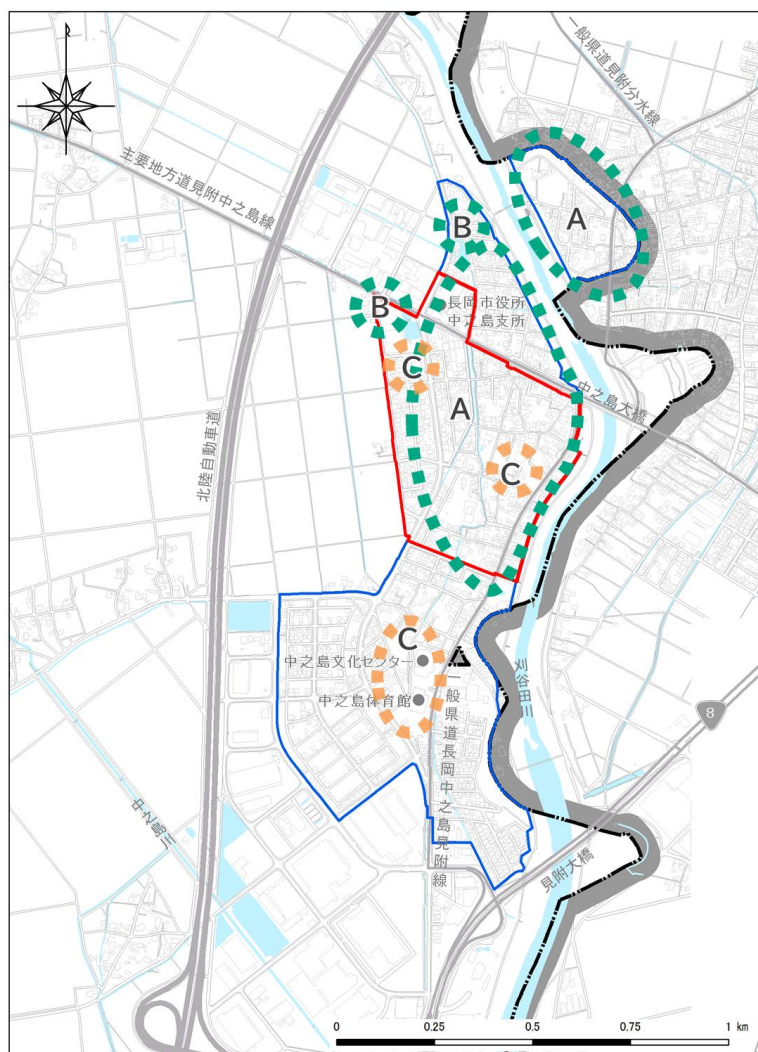 一般県道見附分水線
主要地方道見附中之島線
A
B
長岡市役所
中之島支所
B
C
A
中之島大橋
C
北陸自動車道
C
中之島文化センター
中之島体育館
刈谷田川
8
一般県道長岡中之島見附線
中之島川
見附大橋
0 0.25 0.5 0.75 1 km